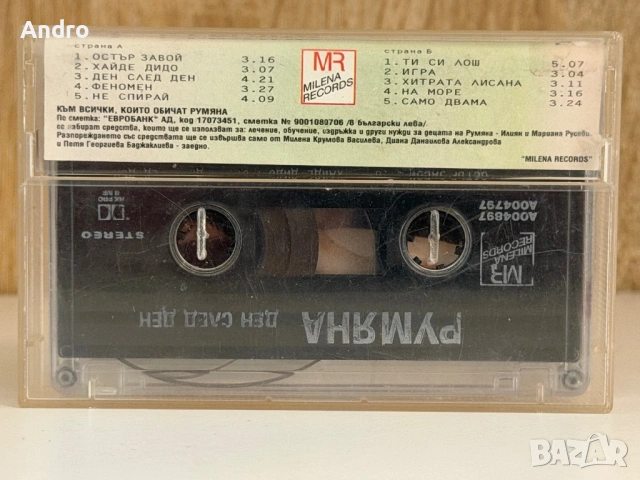 Andro
страна А
1. ОСТЪР ЗАВОЙ 3.16
2. ХАЙДЕ ДИДО 3.07
3. ДЕН СЛЕД ДЕН 4.21
4. ФЕНОМЕН 3.27
5. НЕ СПИРАЙ 4.09
MR
MILENA
RECORDS
страна Б
1. ТИ СИ ЛОШ 5.07
2. ИГРА 3.04
3. ХИТРАТА ЛИСАНА 3.11
4. НА МОРЕ 3.16
5. САМО ДВАМА 3.24
КЪМ ВСИЧКИ, КОИТО ОБИЧАТ РУМЯНА
По сметка: "ЕВРОБАНК" АД, код 17073451, сметка № 9001089706 /в български лева/
се набират средства, които ще се използват за: лечение, обучение, издръжка и други нужди за децата на Румяна - Илиян и Мариана Русеви.
Разпореждането със средствата ще се извършва само от Милена Крумова Василева, Диана Данаилова Александрова
и Петя Георгиева Баджаклиева - заедно.
"MILENA RECORDS"
STEREO
A004897
A004797
MR
MILENA
RECORDS
РУМЯНА
ДЕН СЛЕД ДЕН
BAZAR